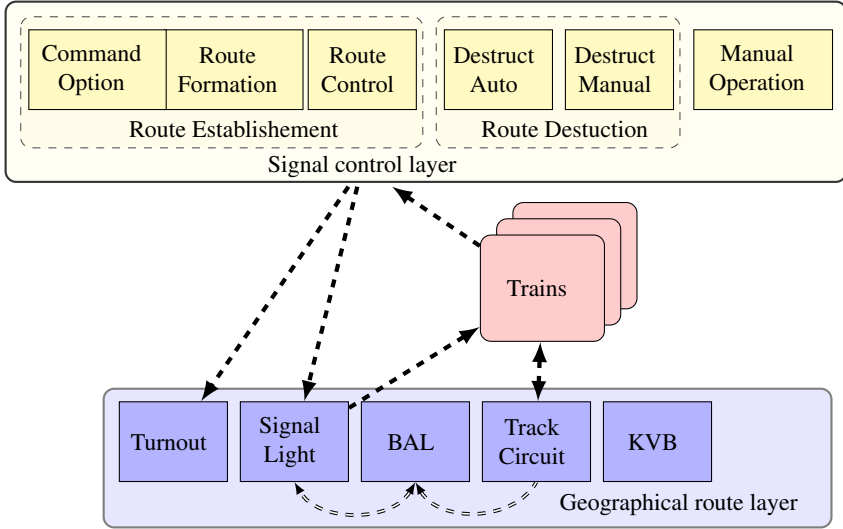 Command
Option
Route
Formation
Route
Control
Destruct
Auto
Destruct
Manual
Manual
Operation
Route Establishement
Route Destuction
Signal control layer
Trains
Turnout
Signal
Light
BAL
Track
Circuit
KVB
Geographical route layer